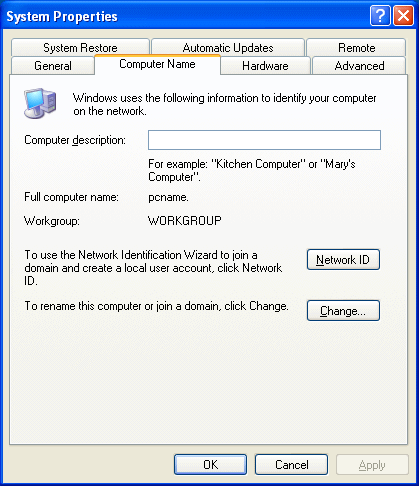 System Properties
System Restore Automatic Updates Remote
General Computer Name Hardware Advanced
Windows uses the following information to identify your computer
on the network.
Computer description:
For example: "Kitchen Computer" or "Mary's
Computer".
Full computer name: pcname.
Workgroup: WORKGROUP
To use the Network Identification Wizard to join a
domain and create a local user account, click Network
ID.
Network ID
To rename this computer or join a domain, click Change.
Change...
OK Cancel Apply